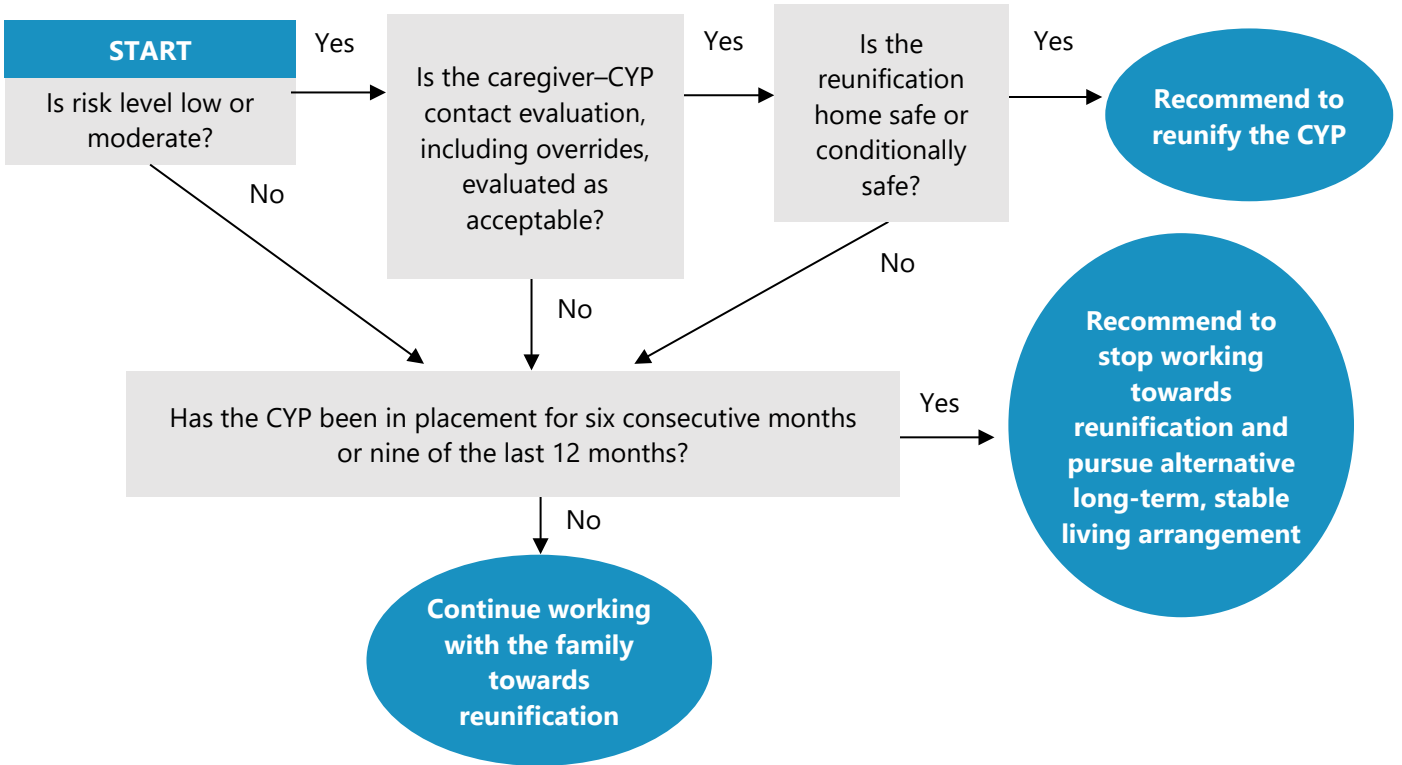 START
Is risk level low or
moderate?
Yes
No
Is the caregiver–CYP
contact evaluation,
including overrides,
evaluated as
acceptable?
Yes
No
Is the
reunification
home safe or
conditionally
safe?
Yes
No
Recommend to
reunify the CYP
Has the CYP been in placement for six consecutive months
or nine of the last 12 months?
Yes
No
Recommend to
stop working
towards
reunification and
pursue alternative
long-term, stable
living arrangement
Continue working
with the family
towards
reunification